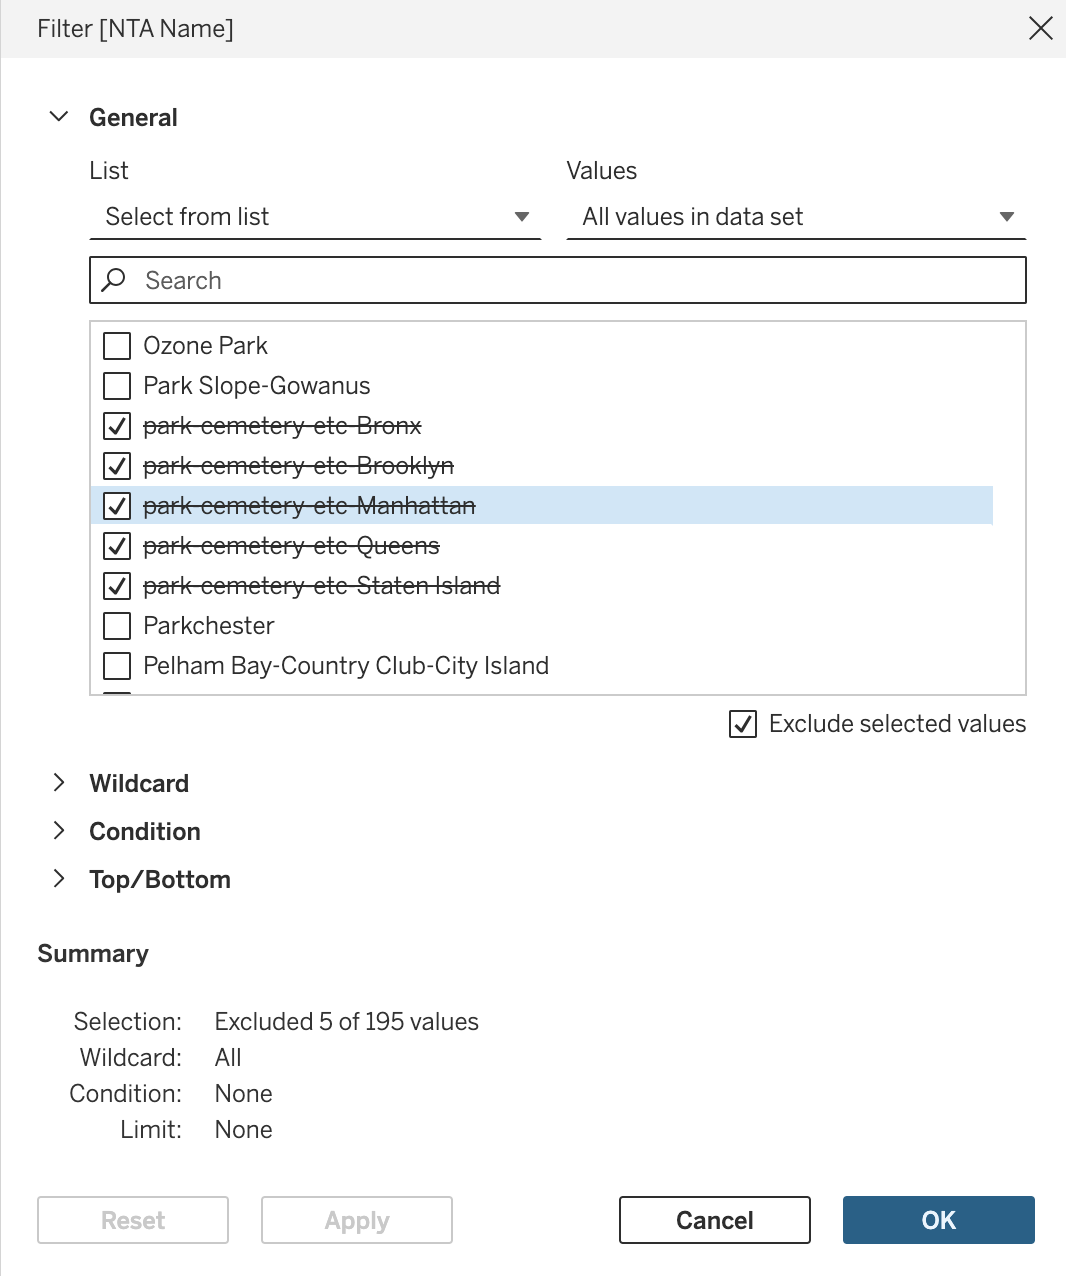 Filter [NTA Name]
General
List Values
Select from list All values in data set
Search
Ozone Park
Park Slope-Gowanus
park-cemetery-etc-Bronx
park-cemetery-etc-Brooklyn
park-cemetery-etc-Manhattan
park-cemetery-etc-Queens
park-cemetery-etc-Staten Island
Parkchester
Pelham Bay-Country Club-City Island
Exclude selected values
Wildcard
Condition
Top/Bottom
Summary
Selection: Excluded 5 of 195 values
Wildcard: All
Condition: None
Limit: None
Reset Apply Cancel OK